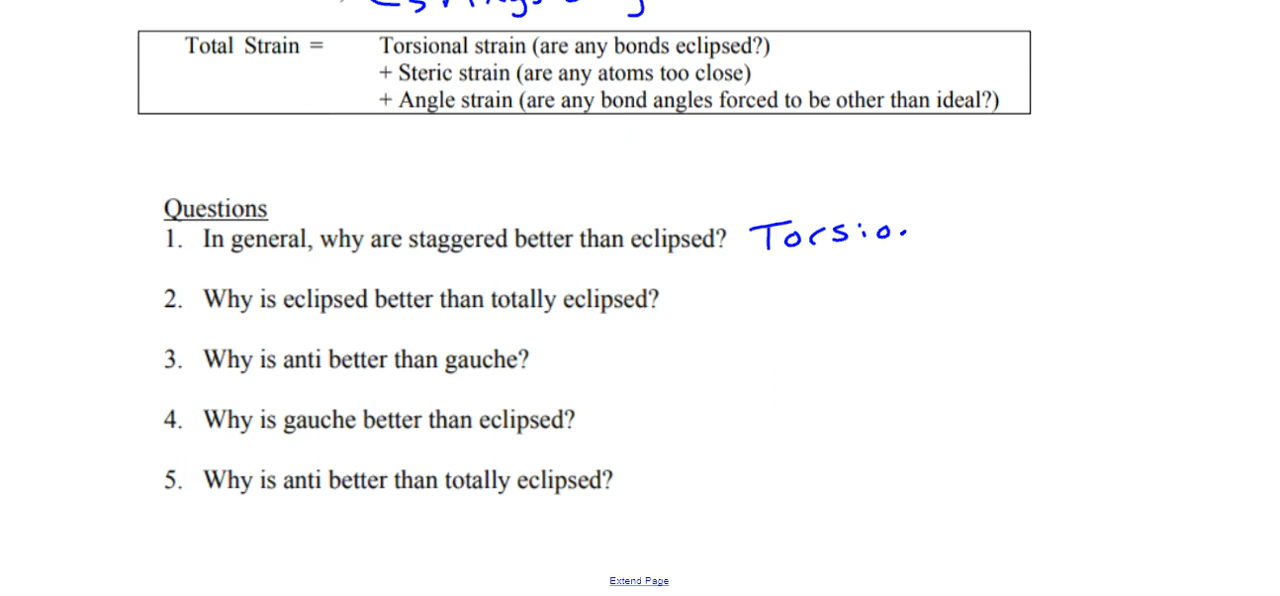 Total Strain = Torsional strain (are any bonds eclipsed?)
+ Steric strain (are any atoms too close)
+ Angle strain (are any bond angles forced to be other than ideal?)
Questions
1. In general, why are staggered better than eclipsed? Torsio.
2. Why is eclipsed better than totally eclipsed?
3. Why is anti better than gauche?
4. Why is gauche better than eclipsed?
5. Why is anti better than totally eclipsed?
Extend Page